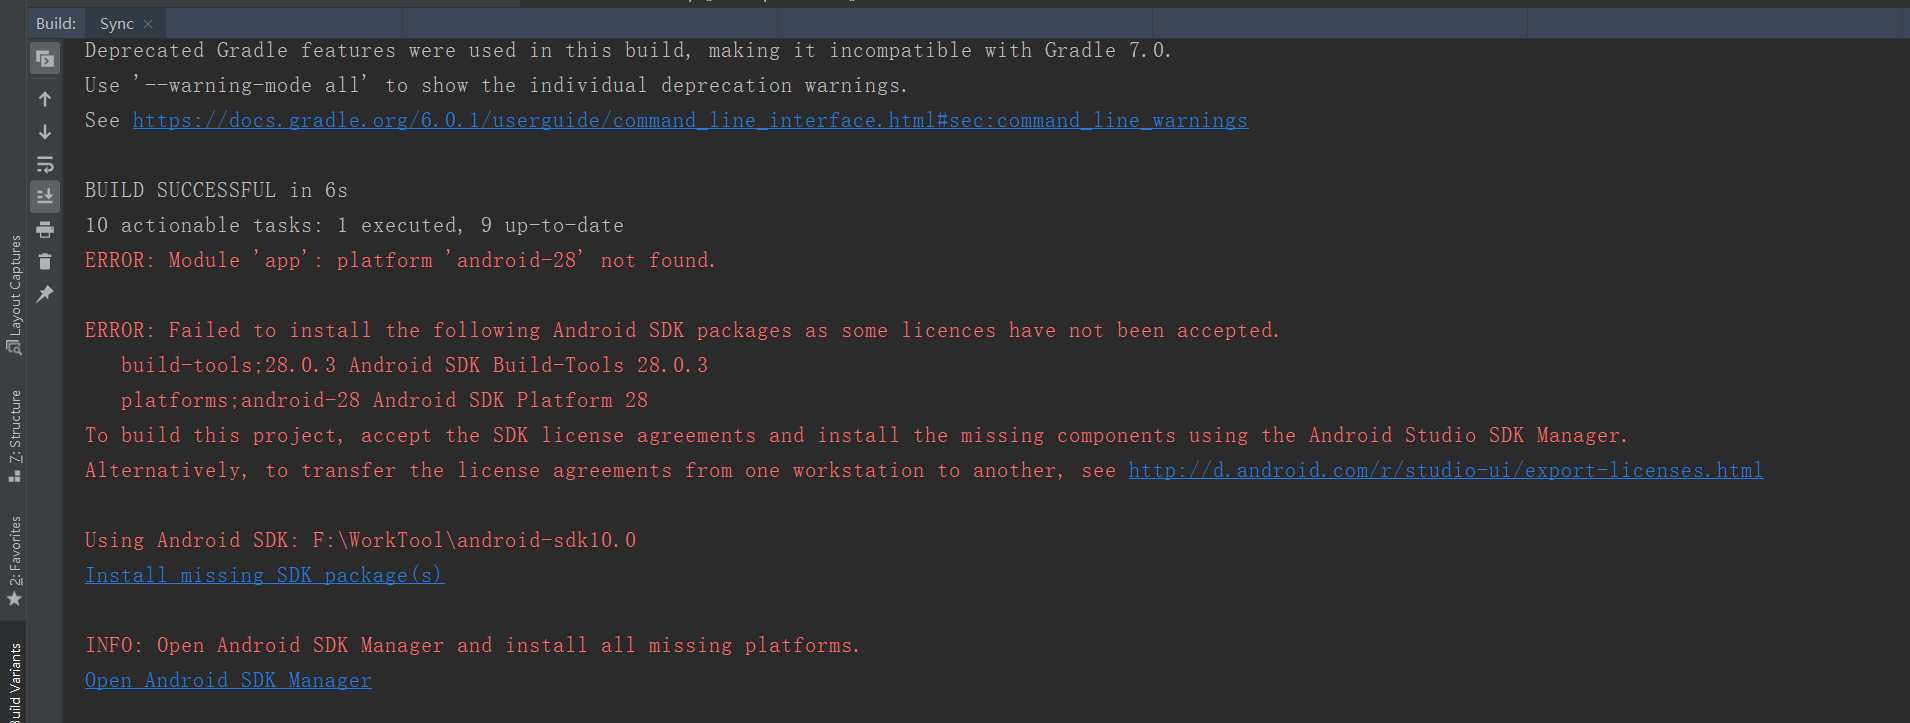 Build: Sync
Deprecated Gradle features were used in this build, making it incompatible with Gradle 7.0.
Use '--warning-mode all' to show the individual deprecation warnings.
See https://docs.gradle.org/6.0.1/userguide/command_line_interface.html#sec:command_line_warnings
BUILD SUCCESSFUL in 6s
10 actionable tasks: 1 executed, 9 up-to-date
ERROR: Module 'app': platform 'android-28' not found.
ERROR: Failed to install the following Android SDK packages as some licences have not been accepted.
build-tools;28.0.3 Android SDK Build-Tools 28.0.3
platforms;android-28 Android SDK Platform 28
To build this project, accept the SDK license agreements and install the missing components using the Android Studio SDK Manager.
Alternatively, to transfer the license agreements from one workstation to another, see http://d.android.com/r/studio-ui/export-licenses.html
Using Android SDK: F:\WorkTool\android-sdk10.0
Install missing SDK package(s)
INFO: Open Android SDK Manager and install all missing platforms.
Open Android SDK Manager
Layout Captures
7: Structure
2: Favorites
Build Variants